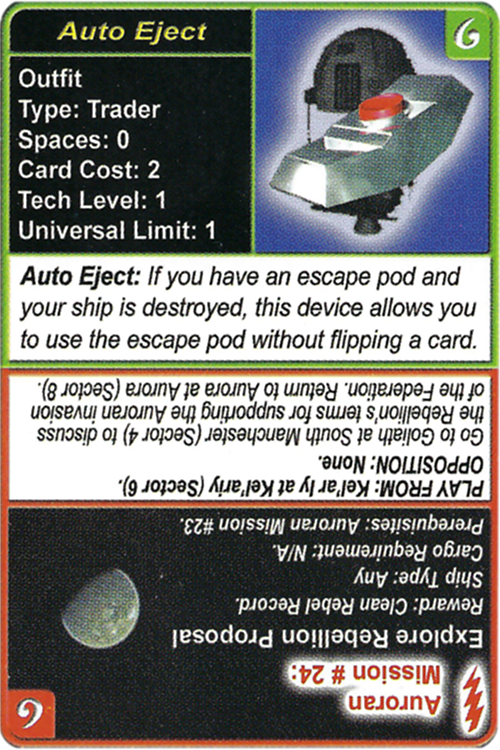 Auto Eject
6
Outfit
Type: Trader
Spaces: 0
Card Cost: 2
Tech Level: 1
Universal Limit: 1
Auto Eject: If you have an escape pod and
your ship is destroyed, this device allows you
to use the escape pod without flipping a card.
6
Auroran
Mission # 24:
Explore Rebellion Proposal
Reward: Clean Rebel Record.
Ship Type: Any
Cargo Requirement: N/A.
Prerequisites: Auroran Mission #23.
PLAY FROM: Kel'ar Iy at Kel'ariy (Sector 6).
OPPOSITION: None.
Go to Goliath at South Manchester (Sector 4) to discuss
the Rebellion's terms for supporting the Auroran invasion
of the Federation. Return to Aurora at Aurora (Sector 8).